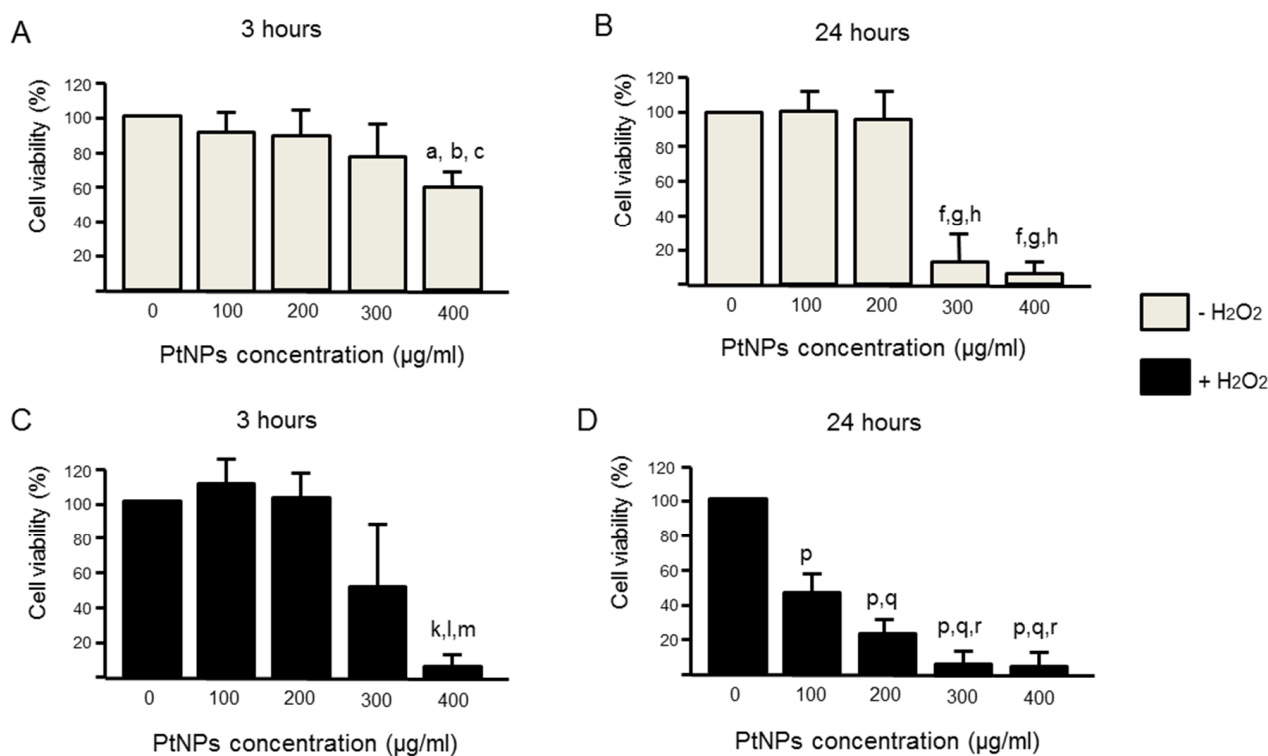 A
3 hours
Cell viability (%)
120
100
80
60
40
20
a, b, c
0 100 200 300 400
PtNPs concentration (µg/ml)
B
24 hours
Cell viability (%)
120
100
80
60
40
20
f,g,h
f,g,h
0 100 200 300 400
PtNPs concentration (µg/ml)
- H2O2
+ H2O2
C
3 hours
Cell viability (%)
120
100
80
60
40
20
k,l,m
0 100 200 300 400
PtNPs concentration (µg/ml)
D
24 hours
Cell viability (%)
120
100
80
60
40
20
p
p,q
p,q,r
p,q,r
0 100 200 300 400
PtNPs concentration (µg/ml)